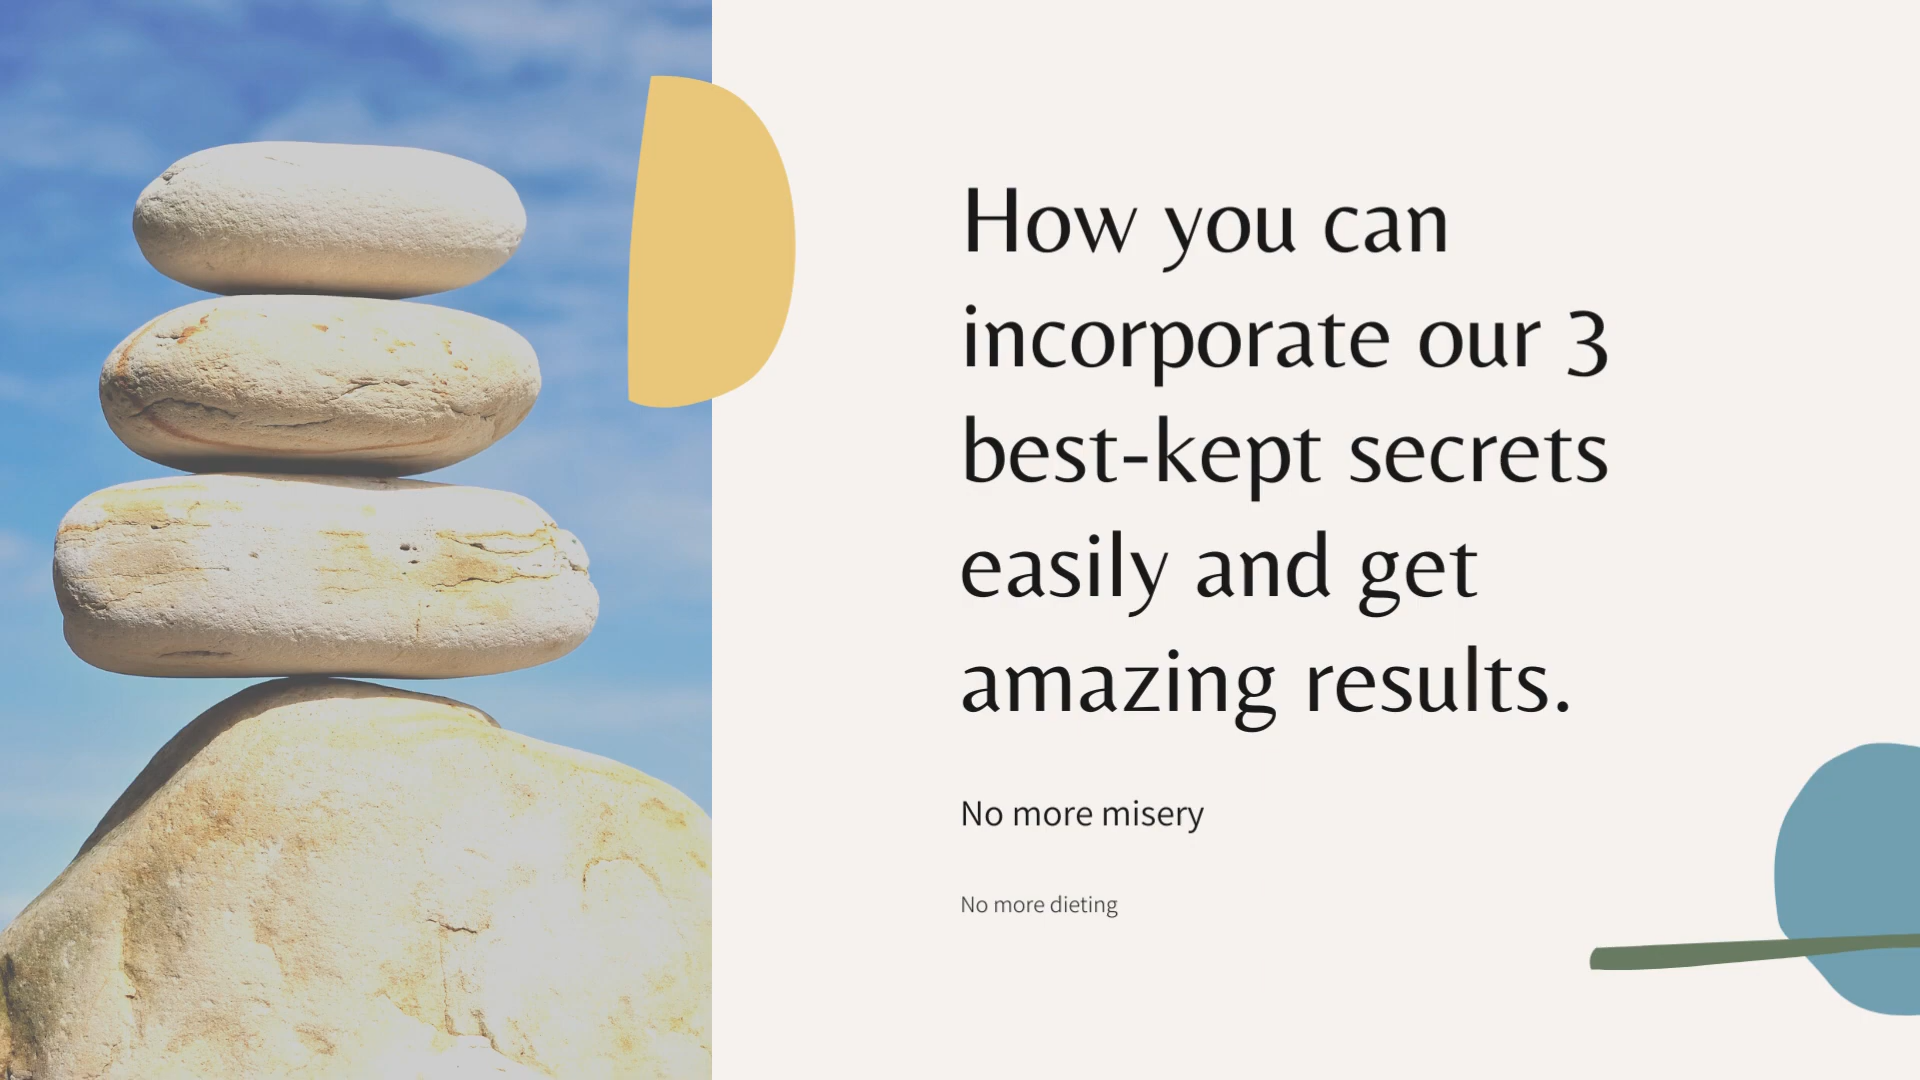 How you can
incorporate our 3
best-kept secrets
easily and get
amazing results.
No more misery
No more dieting